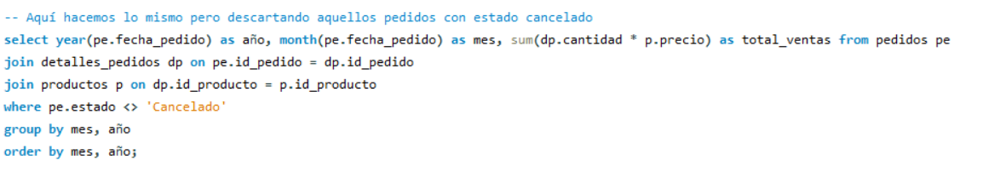 -- Aquí hacemos lo mismo pero descartando aquellos pedidos con estado cancelado
select year(pe.fecha_pedido) as año, month(pe.fecha_pedido) as mes, sum(dp.cantidad * p.precio) as total_ventas from pedidos pe
join detalles_pedidos dp on pe.id_pedido = dp.id_pedido
join productos p on dp.id_producto = p.id_producto
where pe.estado <> 'Cancelado'
group by mes, año
order by mes, año;